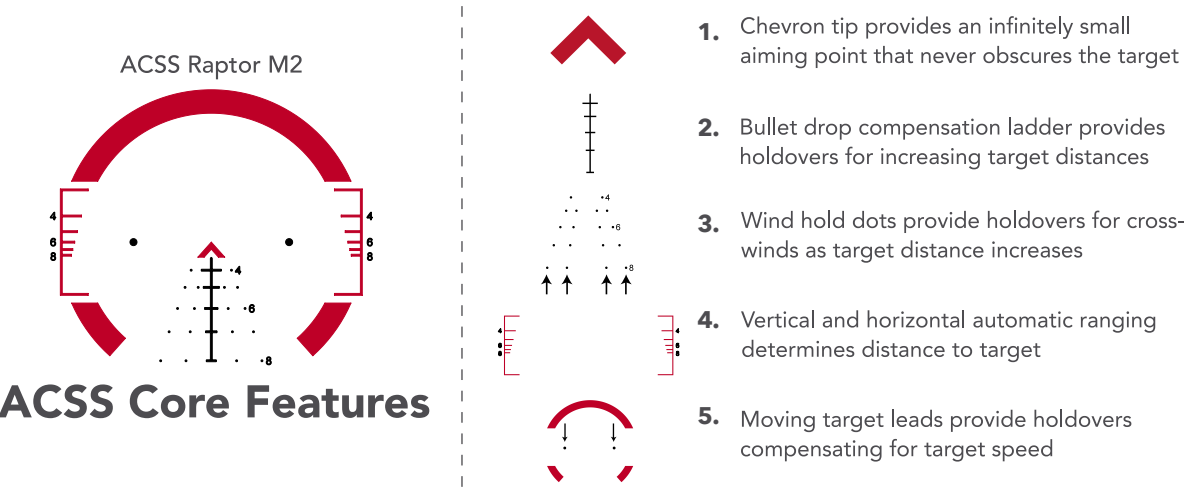 ACSS Raptor M2
4
6
8
4
6
8
4
6
8
ACSS Core Features
1. Chevron tip provides an infinitely small
aiming point that never obscures the target
2. Bullet drop compensation ladder provides
holdovers for increasing target distances
4
6
8
3. Wind hold dots provide holdovers for cross-
winds as target distance increases
4
6
8
4
6
8
4. Vertical and horizontal automatic ranging
determines distance to target
5. Moving target leads provide holdovers
compensating for target speed